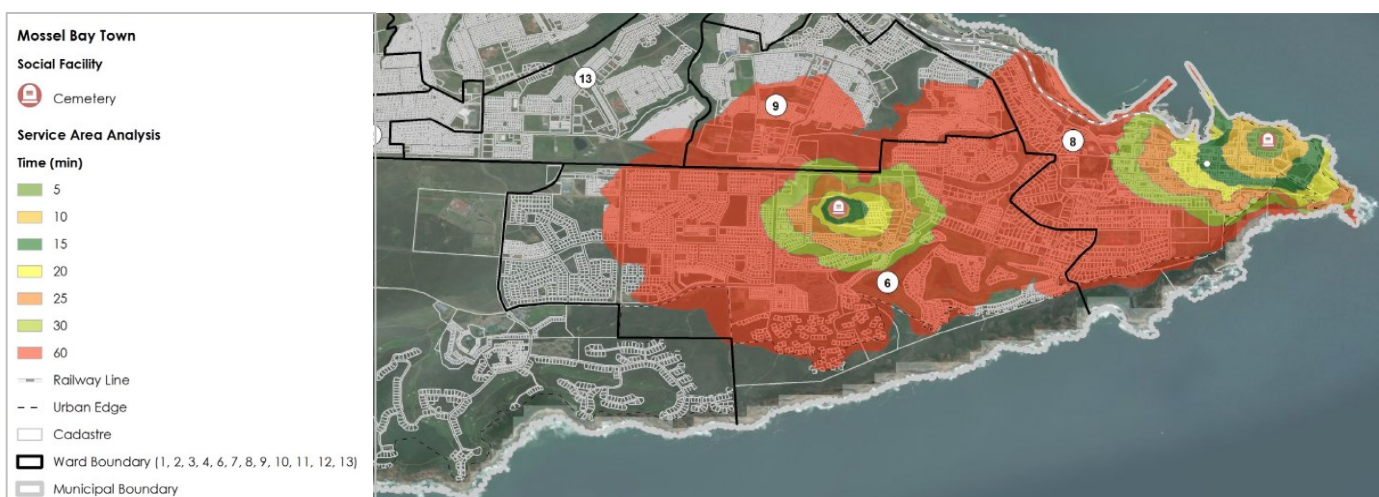 Mossel Bay Town
Social Facility
Cemetery
Service Area Analysis
Time (min)
5
10
15
20
25
30
60
Railway Line
Urban Edge
Cadastre
Ward Boundary (1, 2, 3, 4, 6, 7, 8, 9, 10, 11, 12, 13)
Municipal Boundary
13
9
8
6